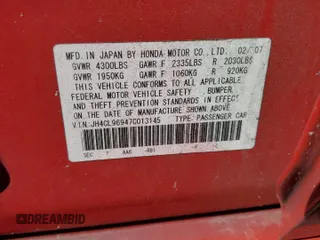 MFD. IN JAPAN BY HONDA MOTOR CO., LTD. 02/07
GVWR 4300LBS GAWR F 2335LBS R 2030LBS
GVWR 1950KG GAWR F 1060KG R 920KG
THIS VEHICLE CONFORMS TO ALL APPLICABLE
FEDERAL MOTOR VEHICLE SAFETY, BUMPER,
AND THEFT PREVENTION STANDARDS IN EFFECT
ON THE DATE OF MANUFACTURE SHOWN ABOVE.
V.I.N: JH4CL96947C013145 TYPE: PASSENGER CAR
SEC
DREAMBID